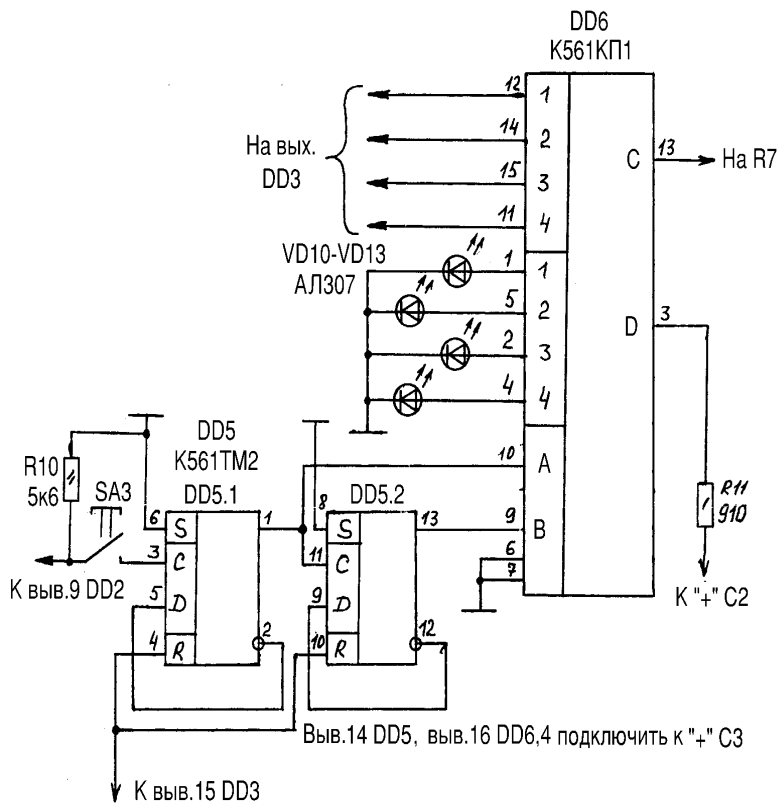 DD6
К561КП1
12 1
14 2
15 3
11 4
На вых.
DD3
C 13 На R7
VD10-VD13
АЛ307
1 1
5 2
2 3
4 4
D 3
10 A
9 B
6
7
R11
910
К "+" C2
DD5
К561ТМ2
DD5.1
DD5.2
R10
5к6
SA3
6 S 1
3 C
5 D
4 R 2
8 S 13
11 C
9 D
10 R 12
К выв.9 DD2
Выв.14 DD5, выв.16 DD6,4 подключить к "+" C3
К выв.15 DD3